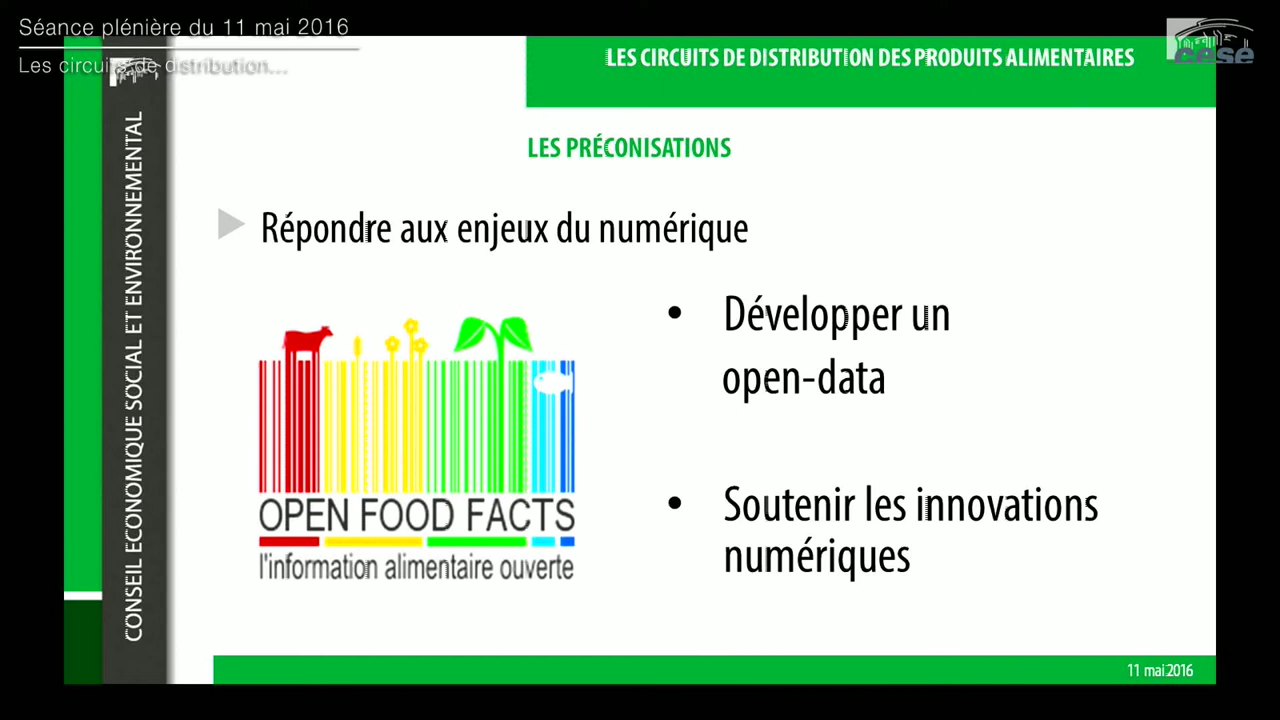 Séance plénière du 11 mai 2016
Les circuits de distribution...
cese
LES CIRCUITS DE DISTRIBUTION DES PRODUITS ALIMENTAIRES
CONSEIL ECONOMIQUE SOCIAL ET ENVIRONNEMENTAL
LES PRÉCONISATIONS
Répondre aux enjeux du numérique
• Développer un
open-data
• Soutenir les innovations
numériques
OPEN FOOD FACTS
l'information alimentaire ouverte
11 mai 2016